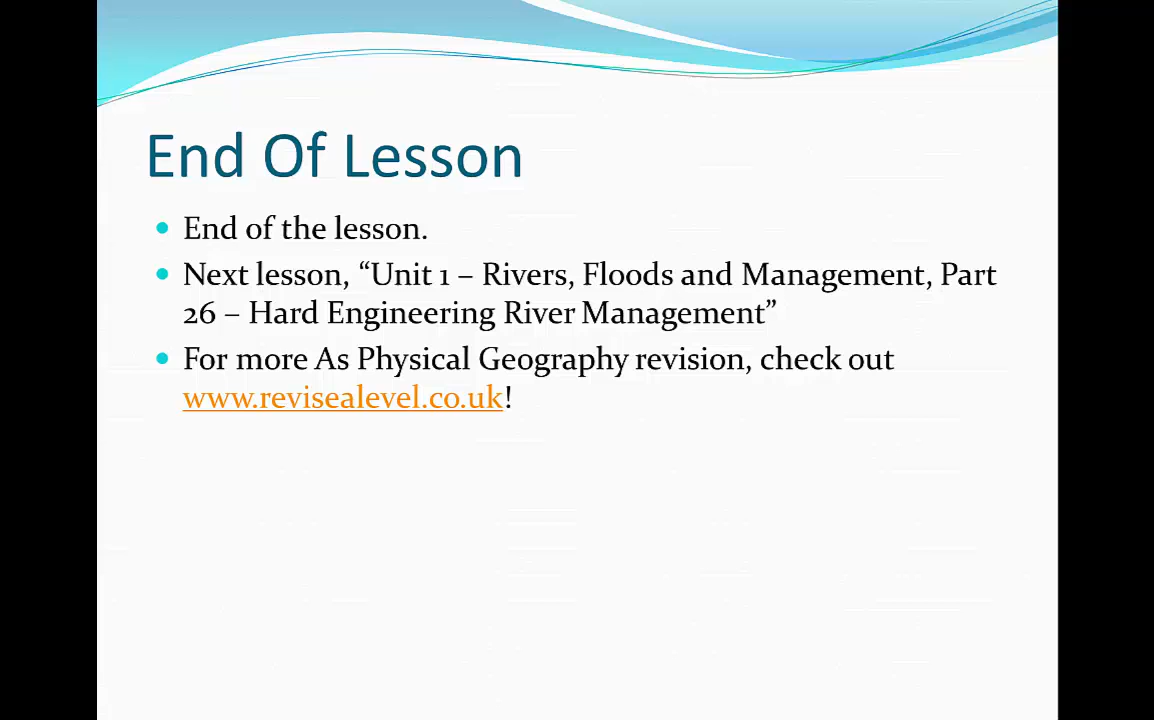 End Of Lesson
• End of the lesson.
• Next lesson, “Unit 1 – Rivers, Floods and Management, Part
26 – Hard Engineering River Management”
• For more As Physical Geography revision, check out
www.revisealevel.co.uk!